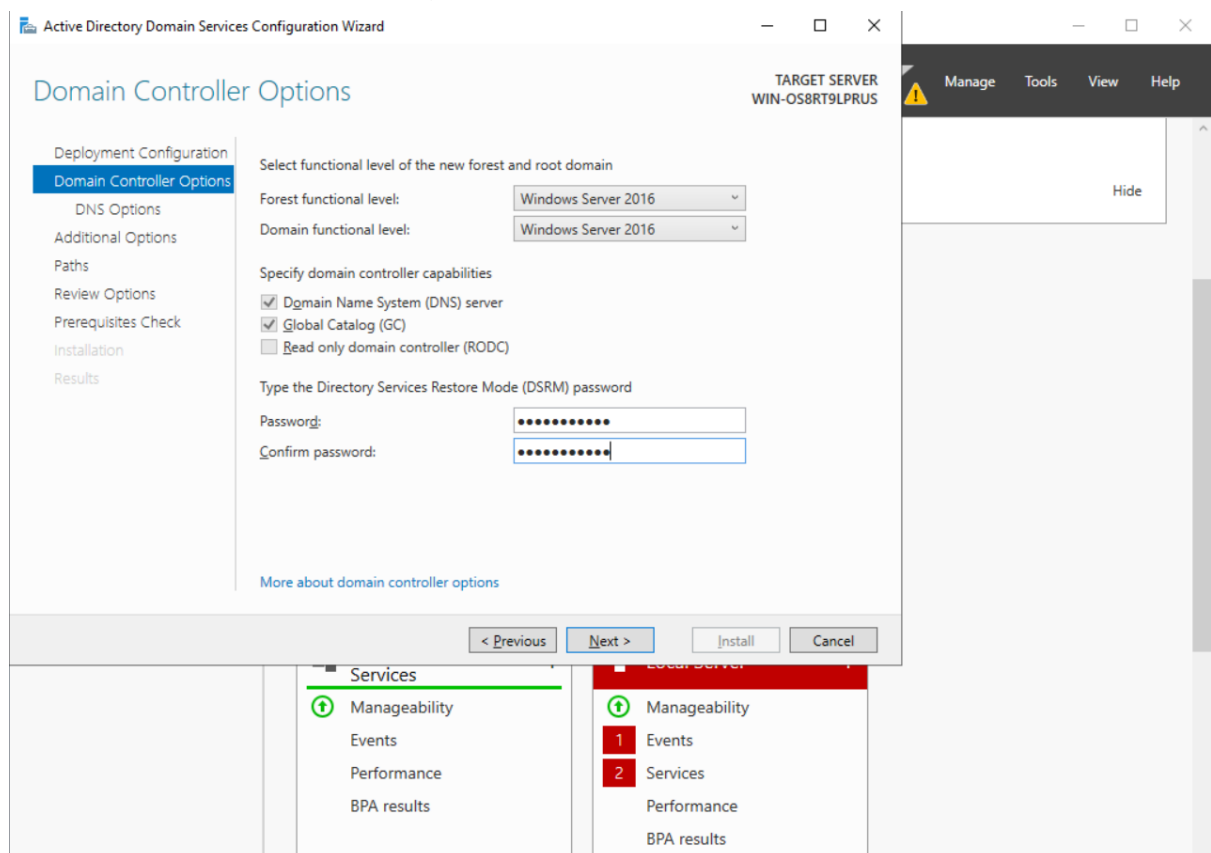 Active Directory Domain Services Configuration Wizard
Domain Controller Options
TARGET SERVER
WIN-OS8RT9LPRUS
Manage Tools View Help
Deployment Configuration
Domain Controller Options
DNS Options
Additional Options
Paths
Review Options
Prerequisites Check
Installation
Results
Select functional level of the new forest and root domain
Forest functional level: Windows Server 2016
Domain functional level: Windows Server 2016
Specify domain controller capabilities
Domain Name System (DNS) server
Global Catalog (GC)
Read only domain controller (RODC)
Type the Directory Services Restore Mode (DSRM) password
Password: •••••••••••
Confirm password: •••••••••••
More about domain controller options
< Previous Next > Install Cancel
Hide
Services
Manageability
Events
Performance
BPA results
Local Server
Manageability
1 Events
2 Services
Performance
BPA results